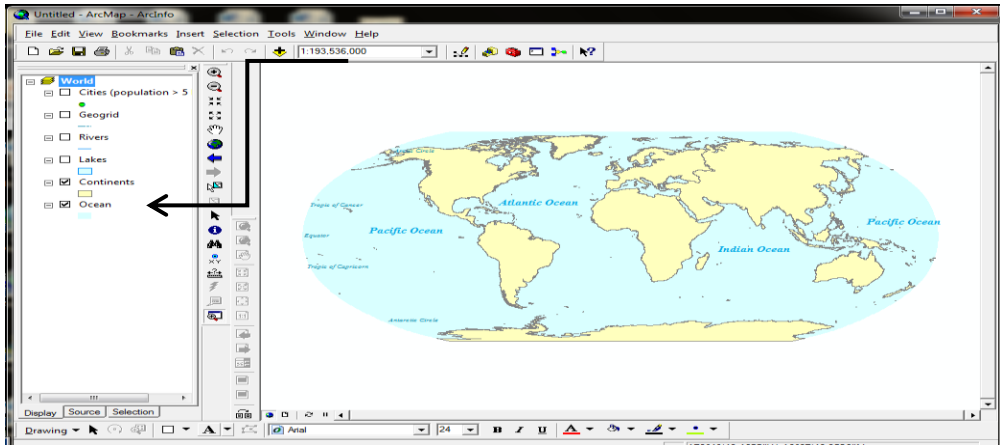 Untitled - ArcMap - ArcInfo
File Edit View Bookmarks Insert Selection Tools Window Help
1:193,536,000
World
Cities (population > 5
Geogrid
Rivers
Lakes
Continents
Ocean
Arctic Circle
Tropic of Cancer
Atlantic Ocean
Pacific Ocean
Pacific Ocean
Equator
Indian Ocean
Tropic of Capricorn
Antarctic Circle
1:1
Display Source Selection
Drawing A Arial 24 B I U A